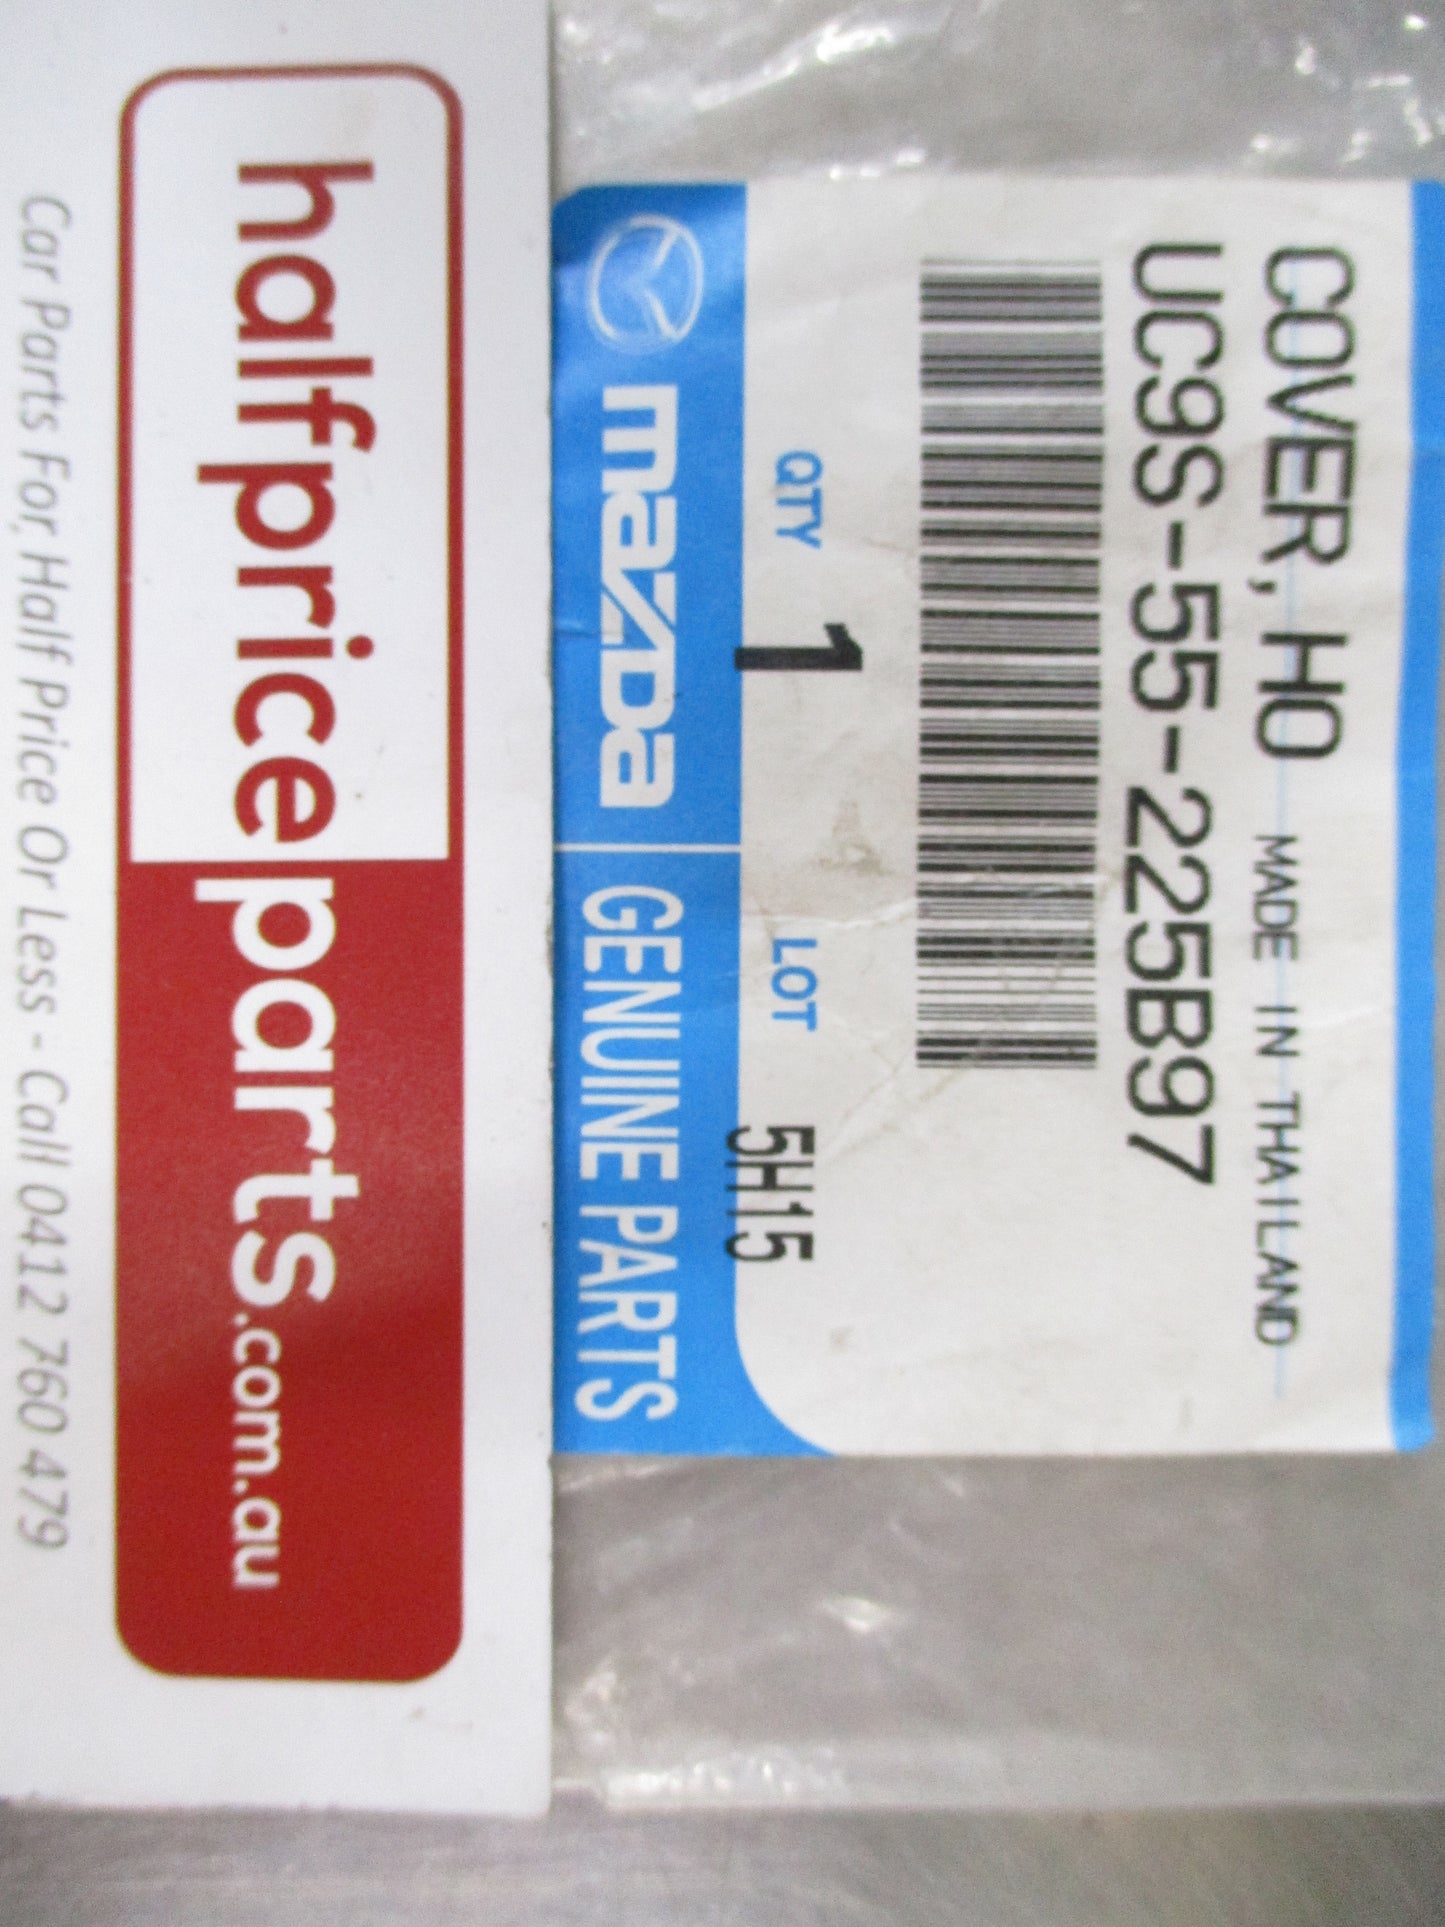 COVER,HO MADE IN THAILAND
UC9S-55-225B97
QTY 1 LOT 5H15
mazda GENUINE PARTS
halfpriceparts.com.au
Car Parts For, Half Price Or Less - Call 0412 760 479